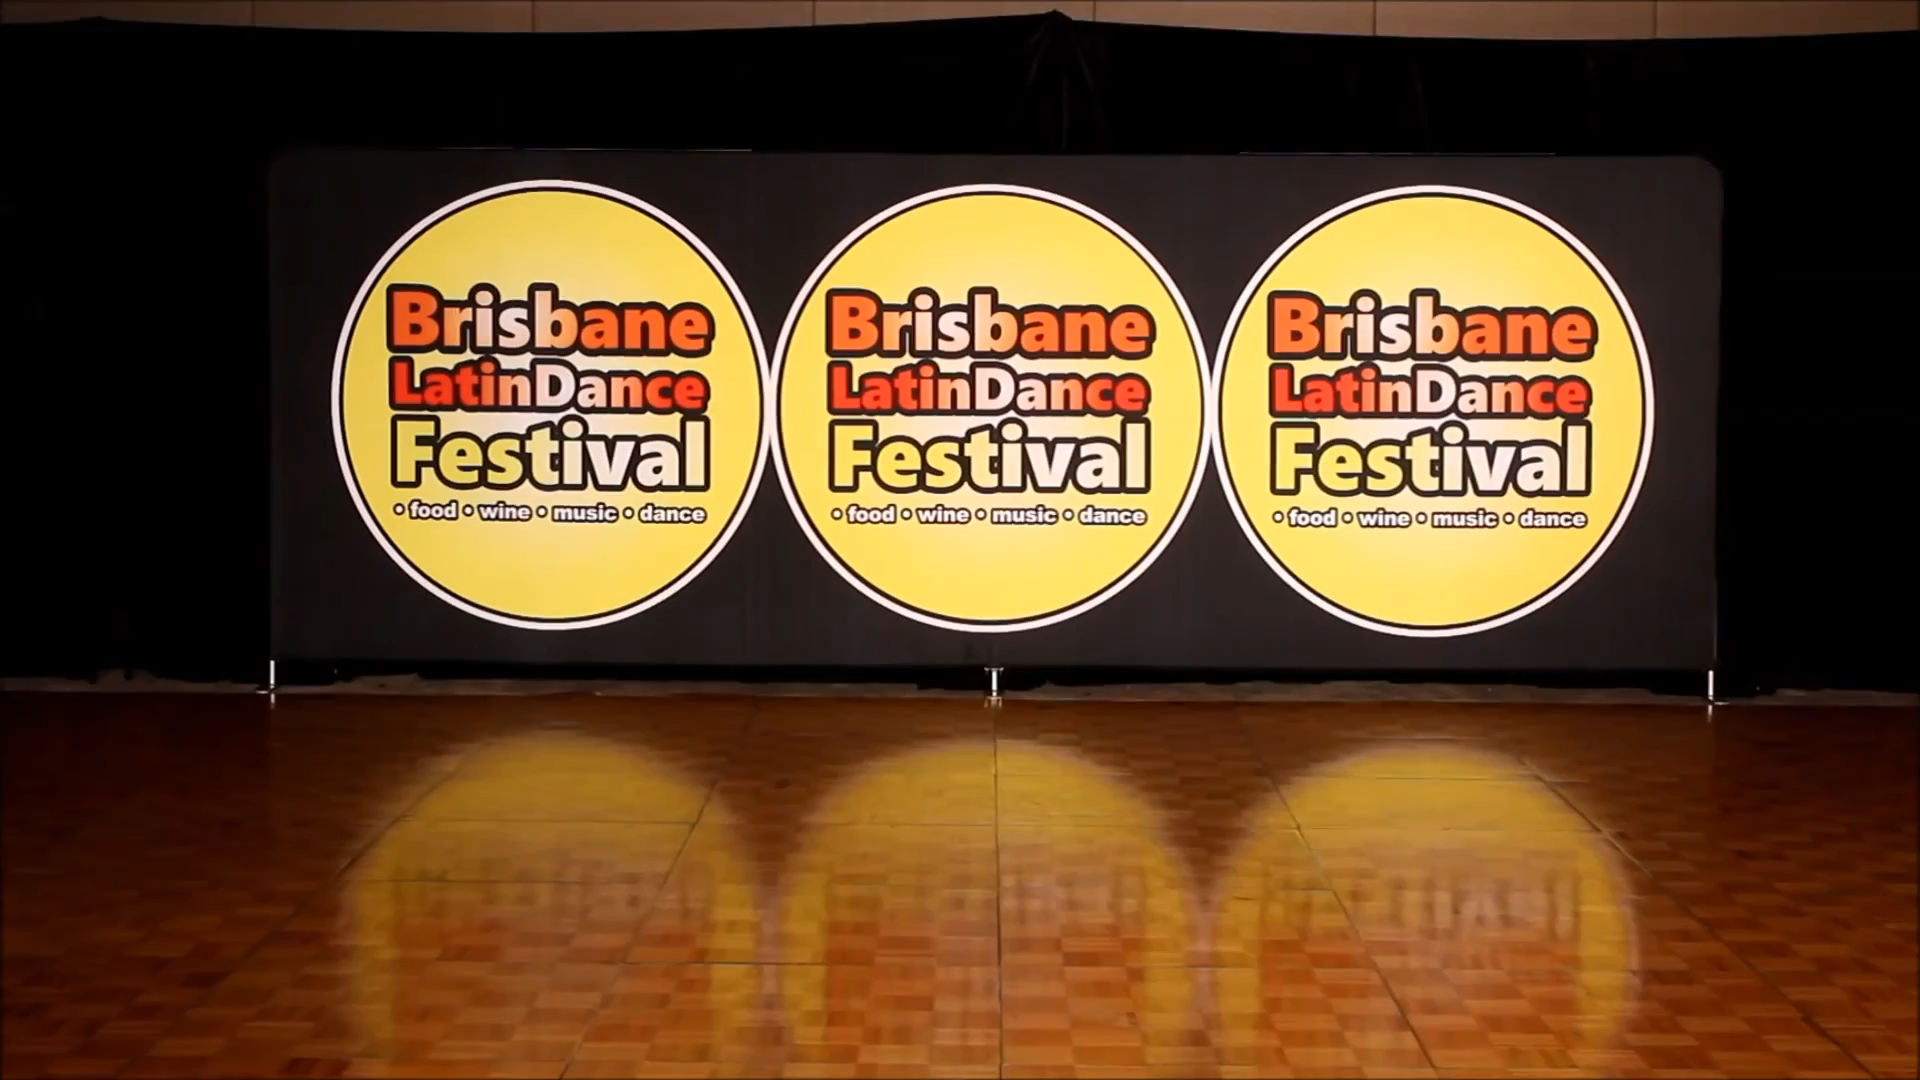 Brisbane
LatinDance
Festival
• food • wine • music • dance
Brisbane
LatinDance
Festival
• food • wine • music • dance
Brisbane
LatinDance
Festival
• food • wine • music • dance